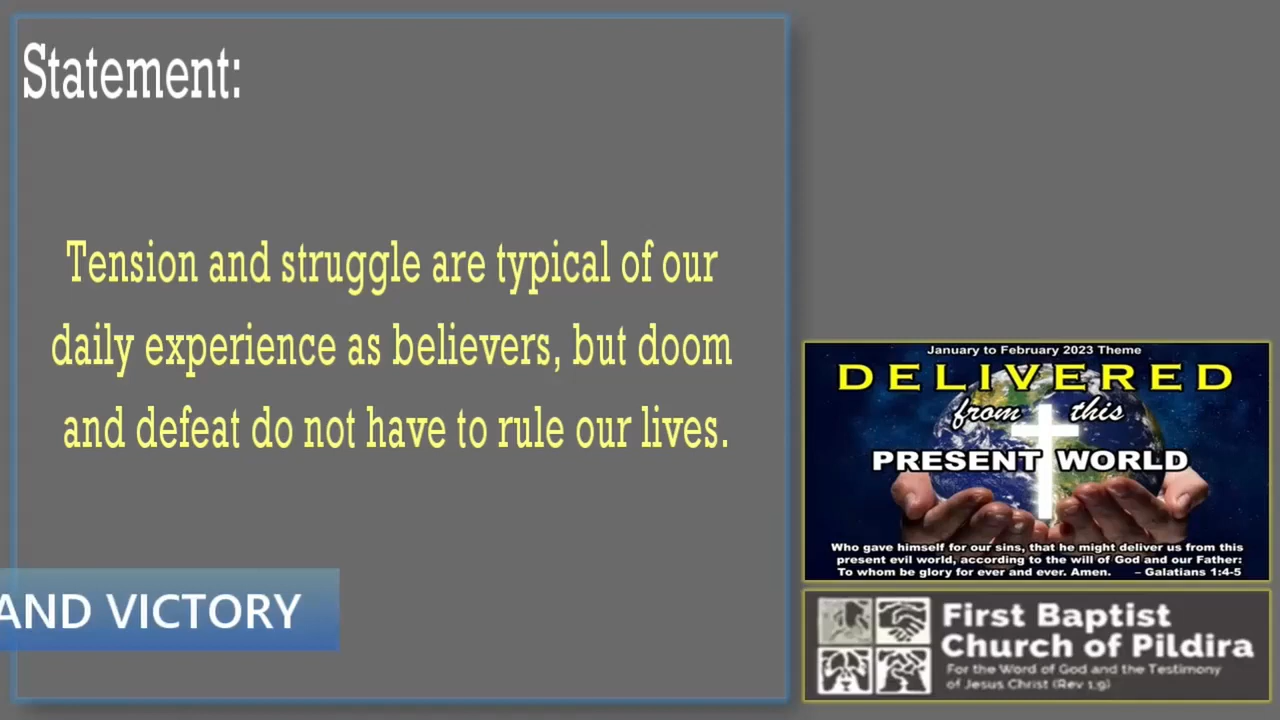 Statement:
Tension and struggle are typical of our
daily experience as believers, but doom
and defeat do not have to rule our lives.
AND VICTORY
January to February 2023 Theme
DELIVERED
from this
PRESENT WORLD
Who gave himself for our sins, that he might deliver us from this
present evil world, according to the will of God and our Father:
To whom be glory for ever and ever. Amen. – Galatians 1:4-5
First Baptist
Church of Pildira
For the Word of God and the Testimony
of Jesus Christ (Rev 1:9)